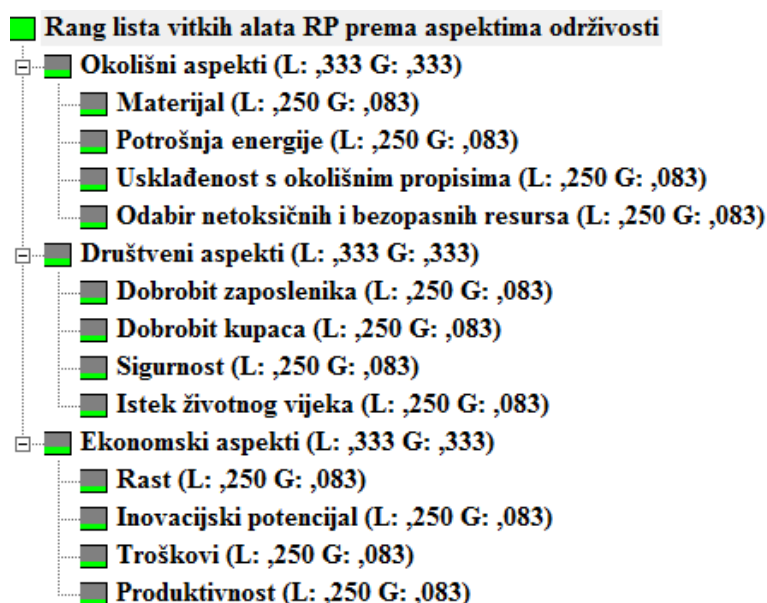 Rang lista vitkih alata RP prema aspektima održivosti
Okolišni aspekti (L: ,333 G: ,333)
Materijal (L: ,250 G: ,083)
Potrošnja energije (L: ,250 G: ,083)
Usklađenost s okolišnim propisima (L: ,250 G: ,083)
Odabir netoksičnih i bezopasnih resursa (L: ,250 G: ,083)
Društveni aspekti (L: ,333 G: ,333)
Dobrobit zaposlenika (L: ,250 G: ,083)
Dobrobit kupaca (L: ,250 G: ,083)
Sigurnost (L: ,250 G: ,083)
Istek životnog vijeka (L: ,250 G: ,083)
Ekonomski aspekti (L: ,333 G: ,333)
Rast (L: ,250 G: ,083)
Inovacijski potencijal (L: ,250 G: ,083)
Troškovi (L: ,250 G: ,083)
Produktivnost (L: ,250 G: ,083)